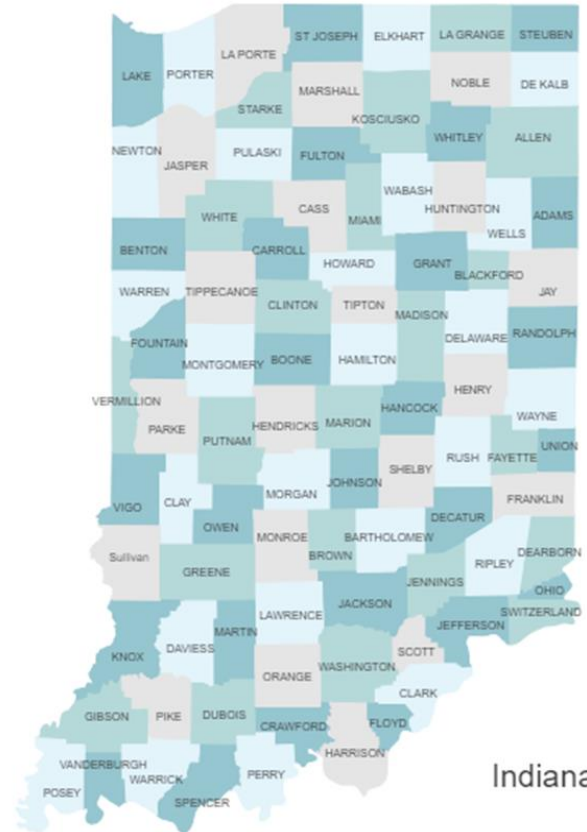 ST JOSEPH
ELKHART
LA GRANGE
STEUBEN
LAKE
PORTER
LA PORTE
MARSHALL
NOBLE
DE KALB
STARKE
KOSCIUSKO
WHITLEY
ALLEN
NEWTON
JASPER
PULASKI
FULTON
WABASH
HUNTINGTON
WELLS
ADAMS
WHITE
CASS
MIAMI
BENTON
CARROLL
HOWARD
GRANT
BLACKFORD
JAY
WARREN
TIPPECANOE
CLINTON
TIPTON
MADISON
DELAWARE
RANDOLPH
FOUNTAIN
MONTGOMERY
BOONE
HAMILTON
HENRY
VERMILLION
PARKE
PUTNAM
HENDRICKS
MARION
HANCOCK
WAYNE
RUSH
FAYETTE
UNION
SHELBY
VIGO
CLAY
OWEN
MORGAN
JOHNSON
FRANKLIN
DECATUR
Sullivan
GREENE
MONROE
BROWN
BARTHOLOMEW
JENNINGS
RIPLEY
DEARBORN
OHIO
SWITZERLAND
JEFFERSON
JACKSON
LAWRENCE
MARTIN
DAVIESS
KNOX
ORANGE
WASHINGTON
SCOTT
CLARK
GIBSON
PIKE
DUBOIS
CRAWFORD
FLOYD
HARRISON
VANDERBURGH
POSEY
WARRICK
SPENCER
PERRY
Indiana